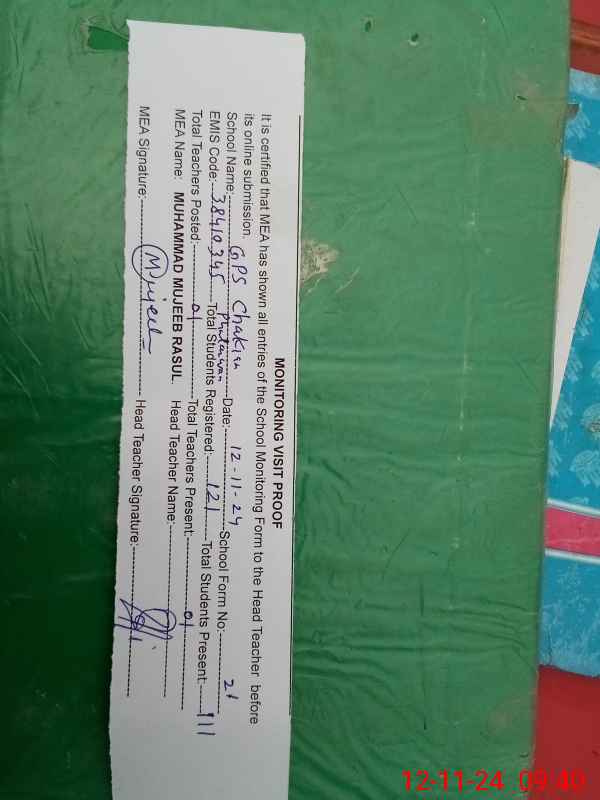 MONITORING VISIT PROOF
It is certified that MEA has shown all entries of the School Monitoring Form to the Head Teacher before
its online submission.
School Name: GPS Chakian Date: 12-11-24 School Form No: 21
EMIS Code: 38410345 Total Students Registered: 121 Total Students Present: 111
Total Teachers Posted: 01 Total Teachers Present: 01
MEA Name: MUHAMMAD MUJEEB RASUL. Head Teacher Name:
MEA Signature: Mujeeb Head Teacher Signature:
12-11-24 09:40